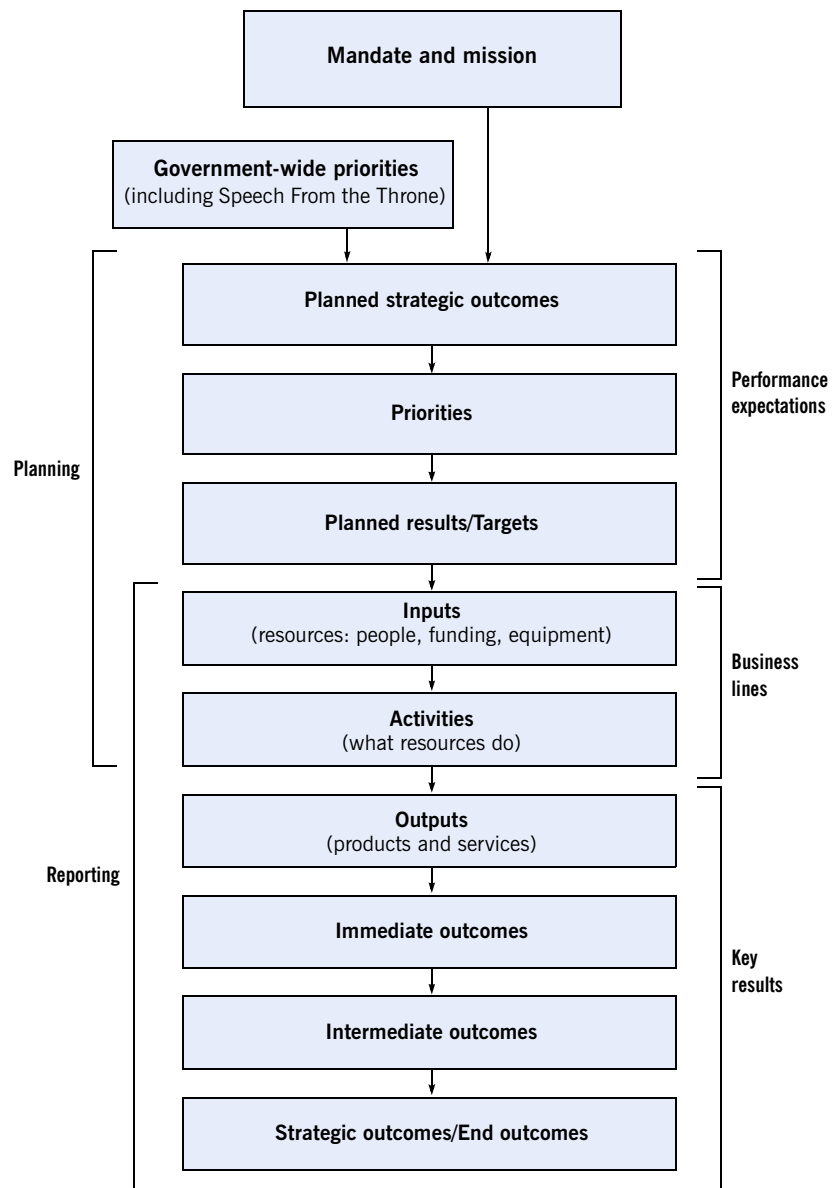 Mandate and mission
Government-wide priorities
(including Speech From the Throne)
Planned strategic outcomes
Performance
expectations
Priorities
Planning
Planned results/Targets
Inputs
(resources: people, funding, equipment)
Business
lines
Activities
(what resources do)
Outputs
(products and services)
Reporting
Immediate outcomes
Key
results
Intermediate outcomes
Strategic outcomes/End outcomes